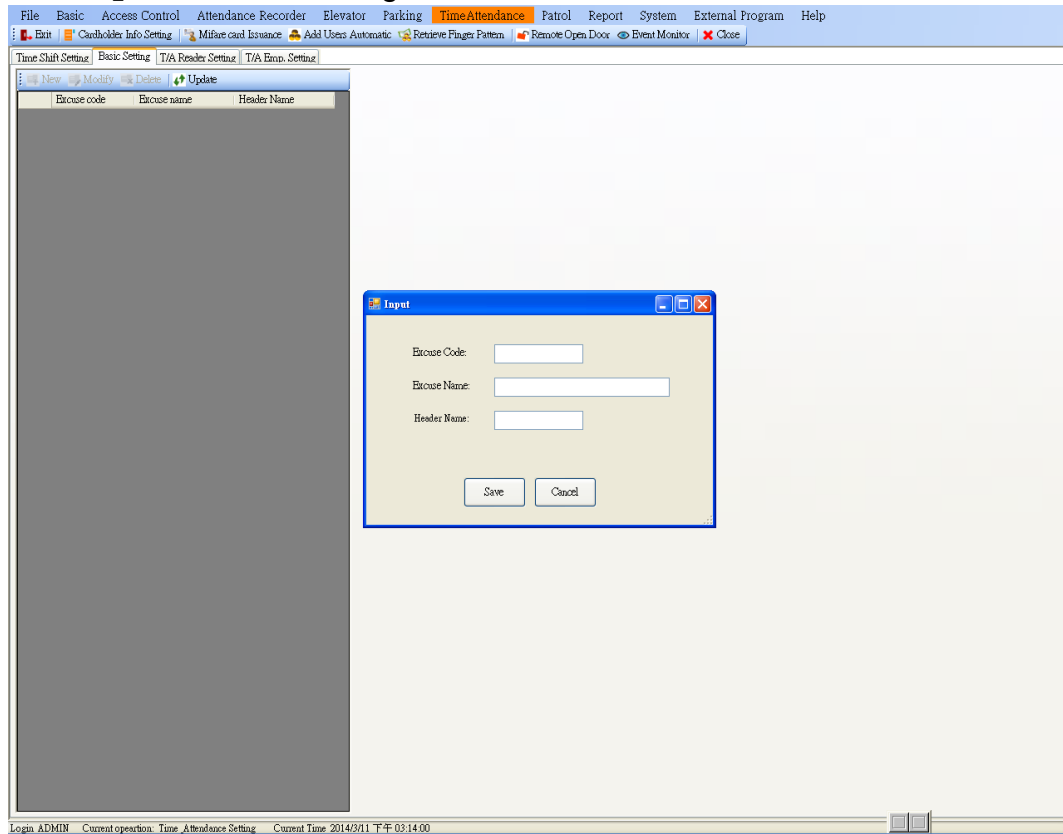 File Basic Access Control Attendance Recorder Elevator Parking TimeAttendance Patrol Report System External Program Help
Exit Cardholder Info Setting Mifare card Issuance Add Users Automatic Retrieve Finger Pattern Remote Open Door Event Monitor Close
Time Shift Setting Basic Setting T/A Reader Setting T/A Emp. Setting
New Modify Delete Update
Excuse code Excuse name Header Name
Input
Excuse Code:
Excuse Name:
Header Name:
Save Cancel
Login ADMIN Current opeartion: Time_Attendance Setting Current Time 2014/3/11 下午 03:14:00